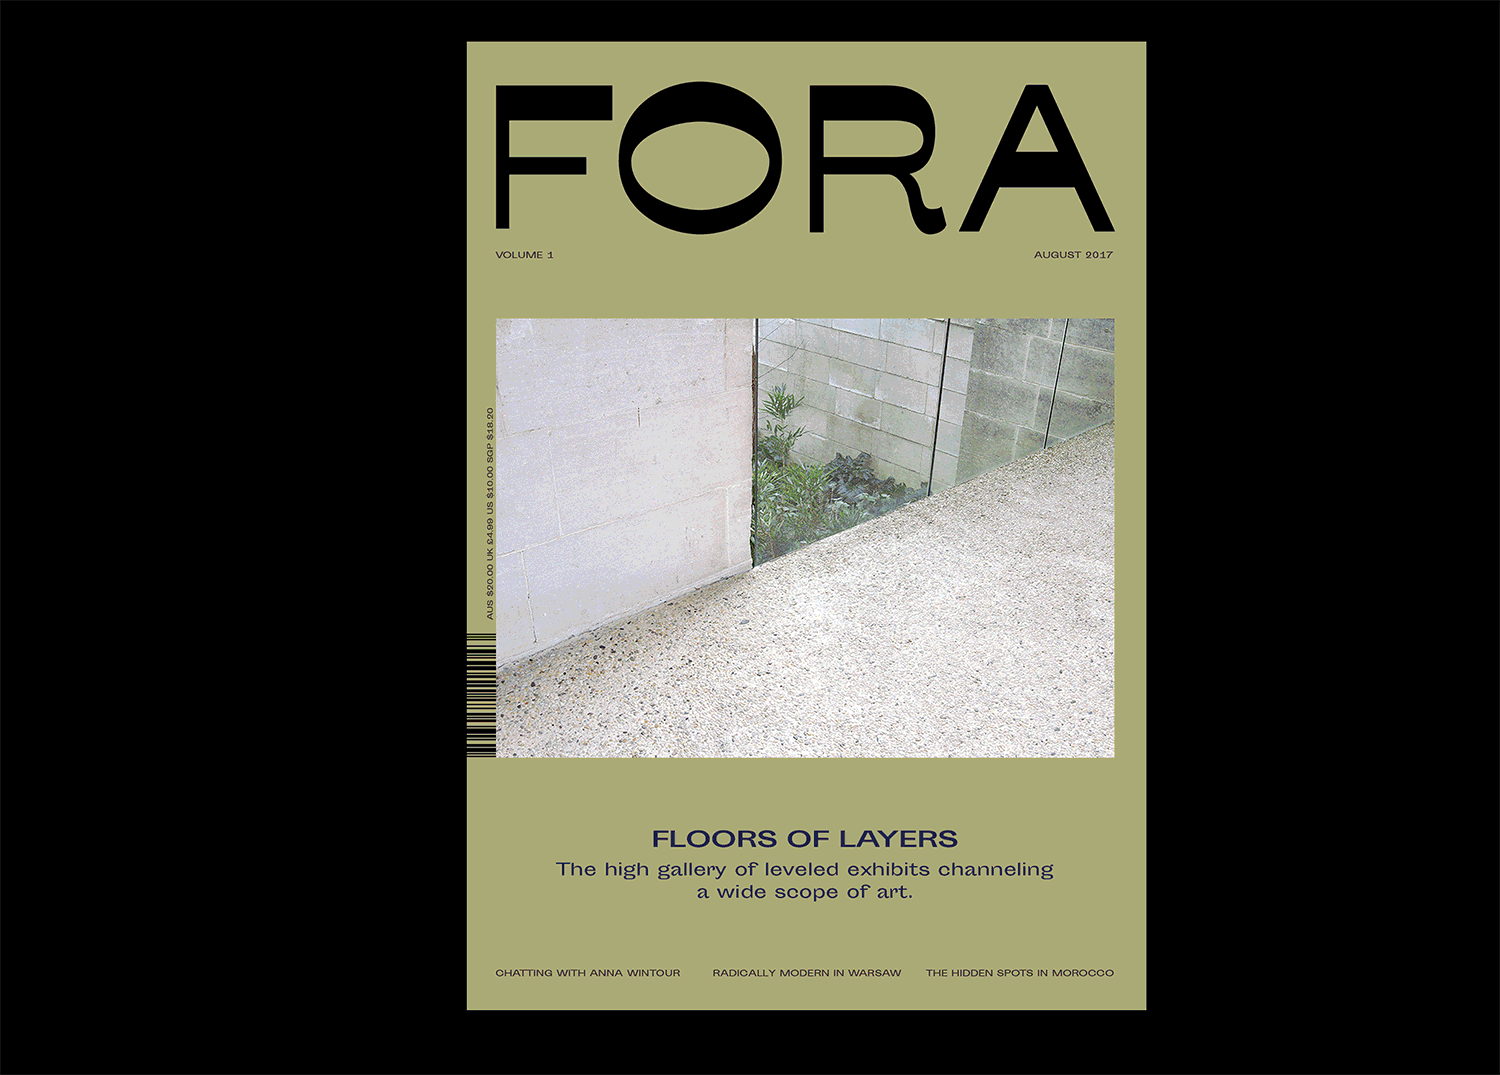 FORA
VOLUME 1
AUGUST 2017
AUS $20.00 UK £4.99 US $10.00 SGP $18.20
FLOORS OF LAYERS
The high gallery of leveled exhibits channeling
a wide scope of art.
CHATTING WITH ANNA WINTOUR
RADICALLY MODERN IN WARSAW
THE HIDDEN SPOTS IN MOROCCO